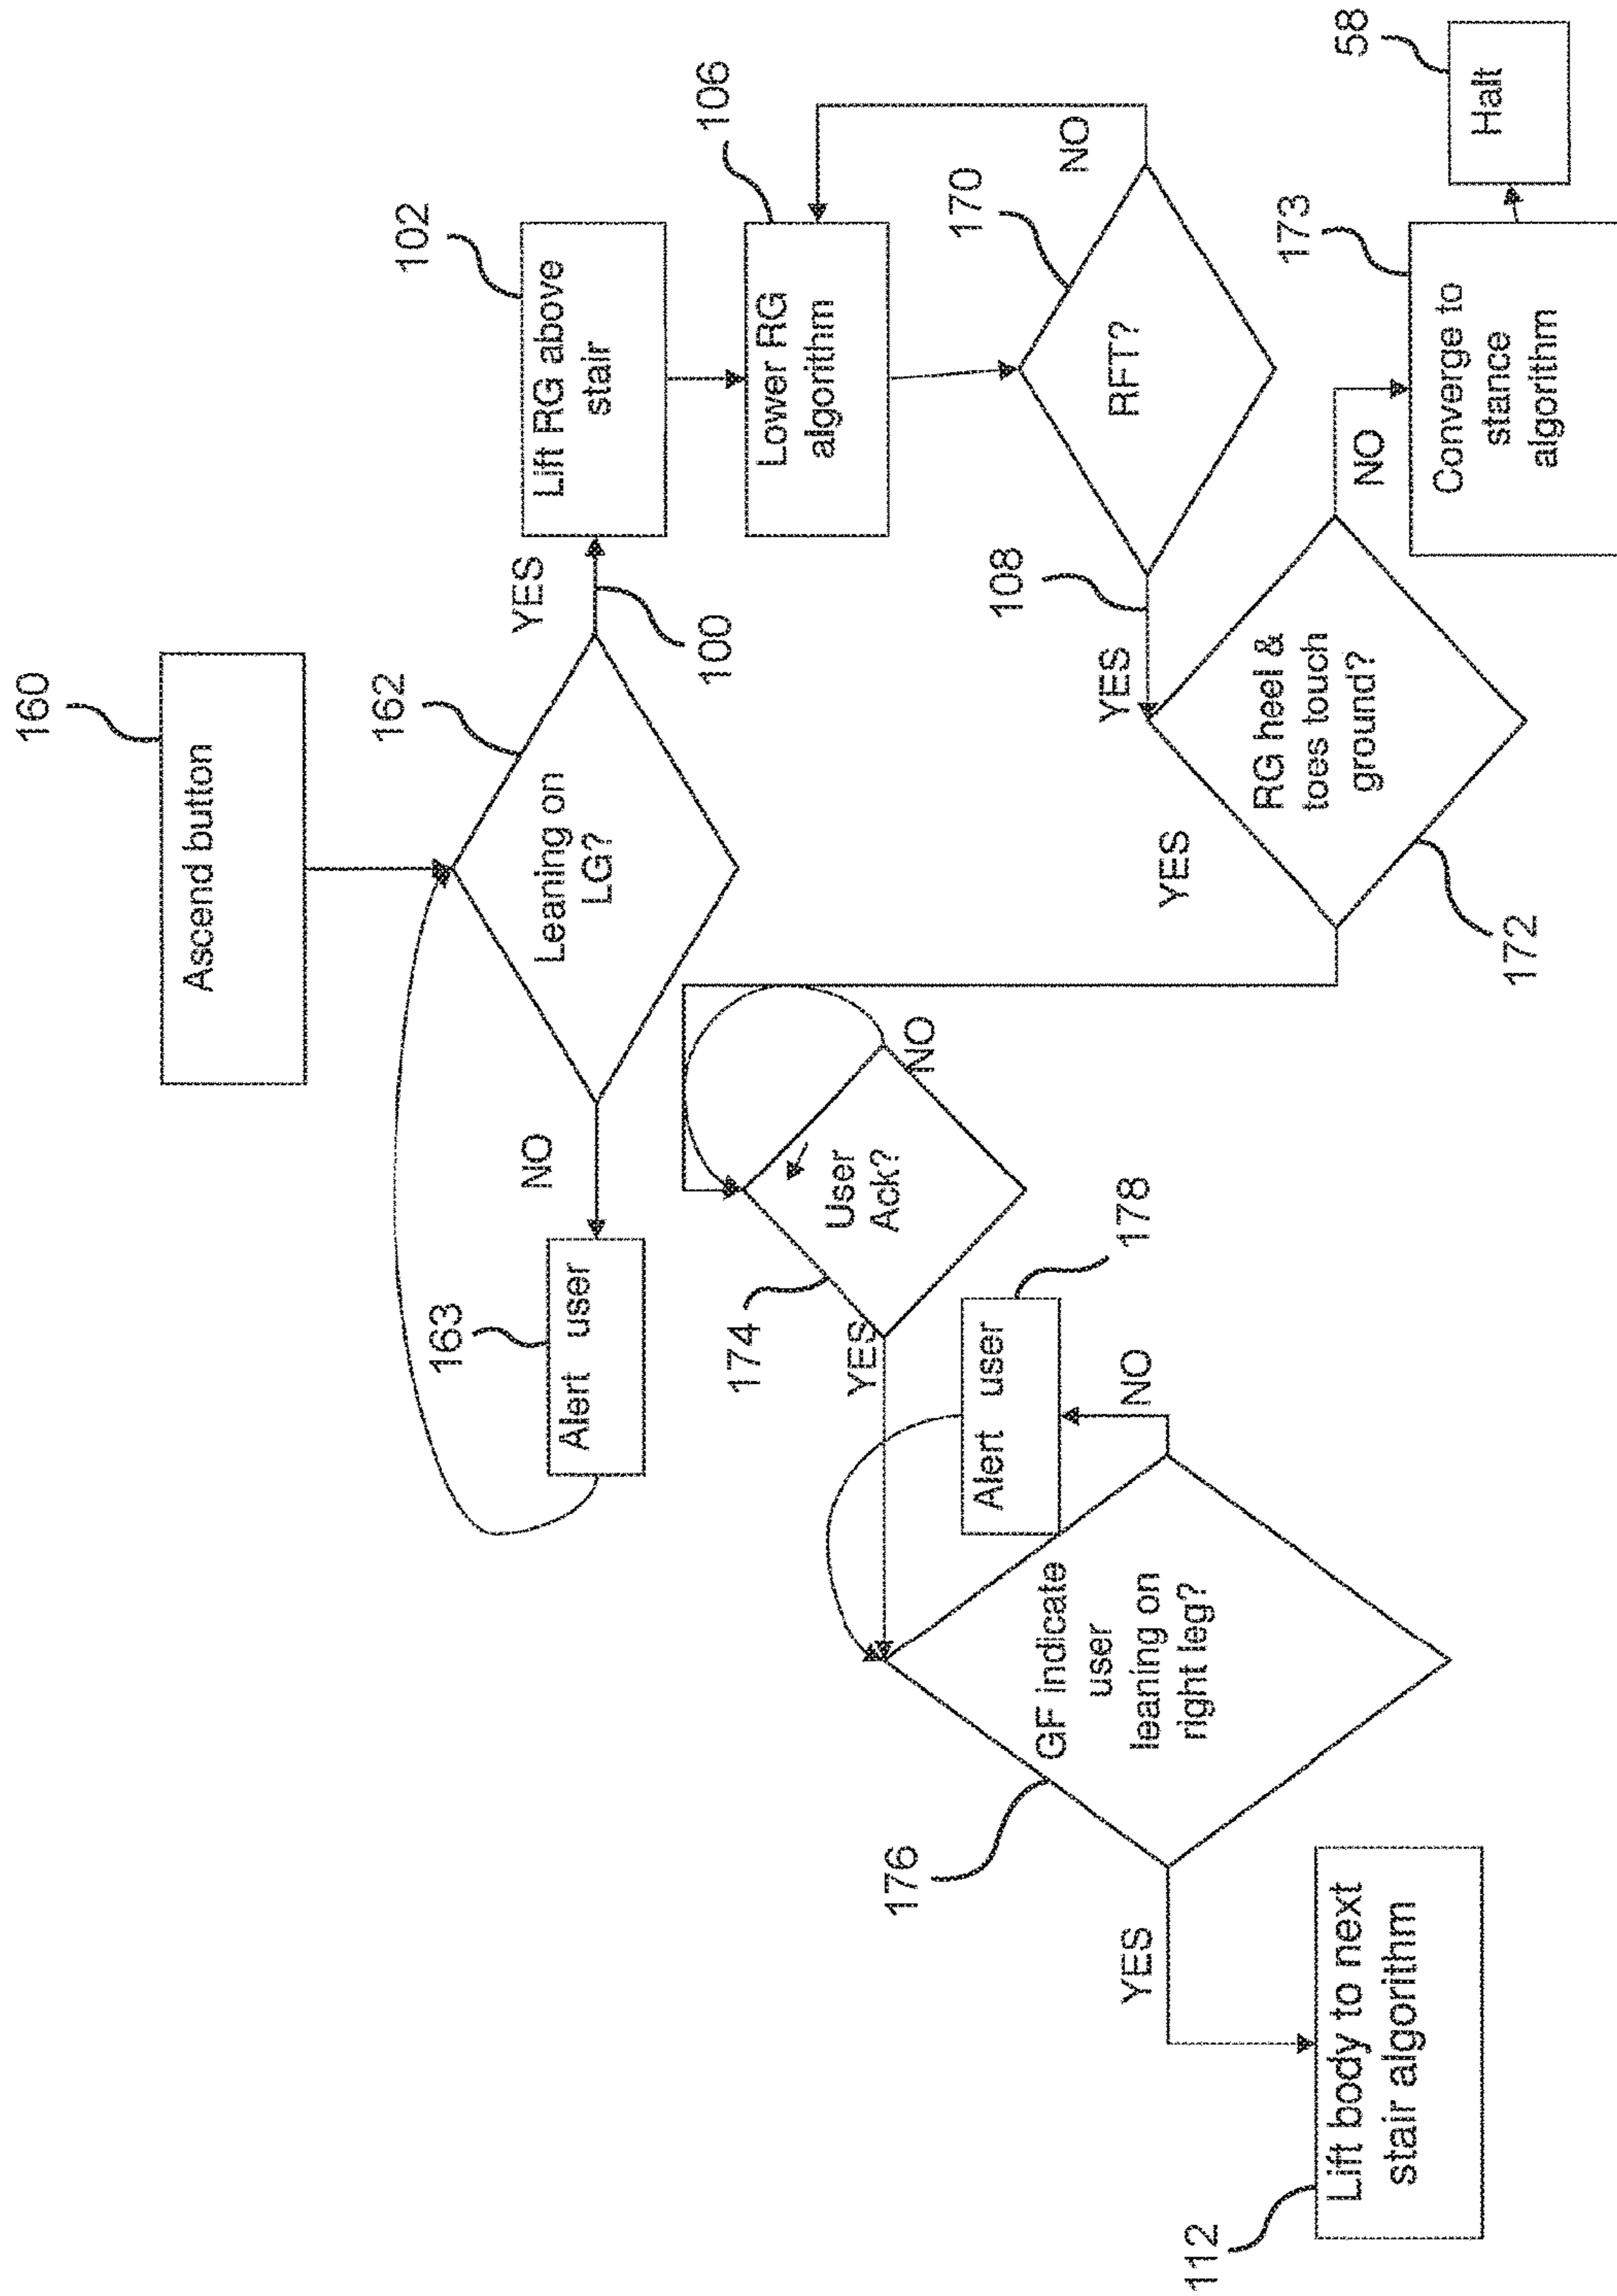 160
Ascend button
162
Leaning on
LG?
YES
100
102
Lift RG above
stair
NO
163
Alert user
106
Lower RG
algorithm
170
RFT?
NO
108
YES
RG heel &
toes touch
ground?
172
NO
173
Converge to
stance
algorithm
58
Halt
YES
174
User
Ack?
NO
YES
178
Alert user
NO
176
GF indicate
user
leaning on
right leg?
YES
112
Lift body to next
stair algorithm